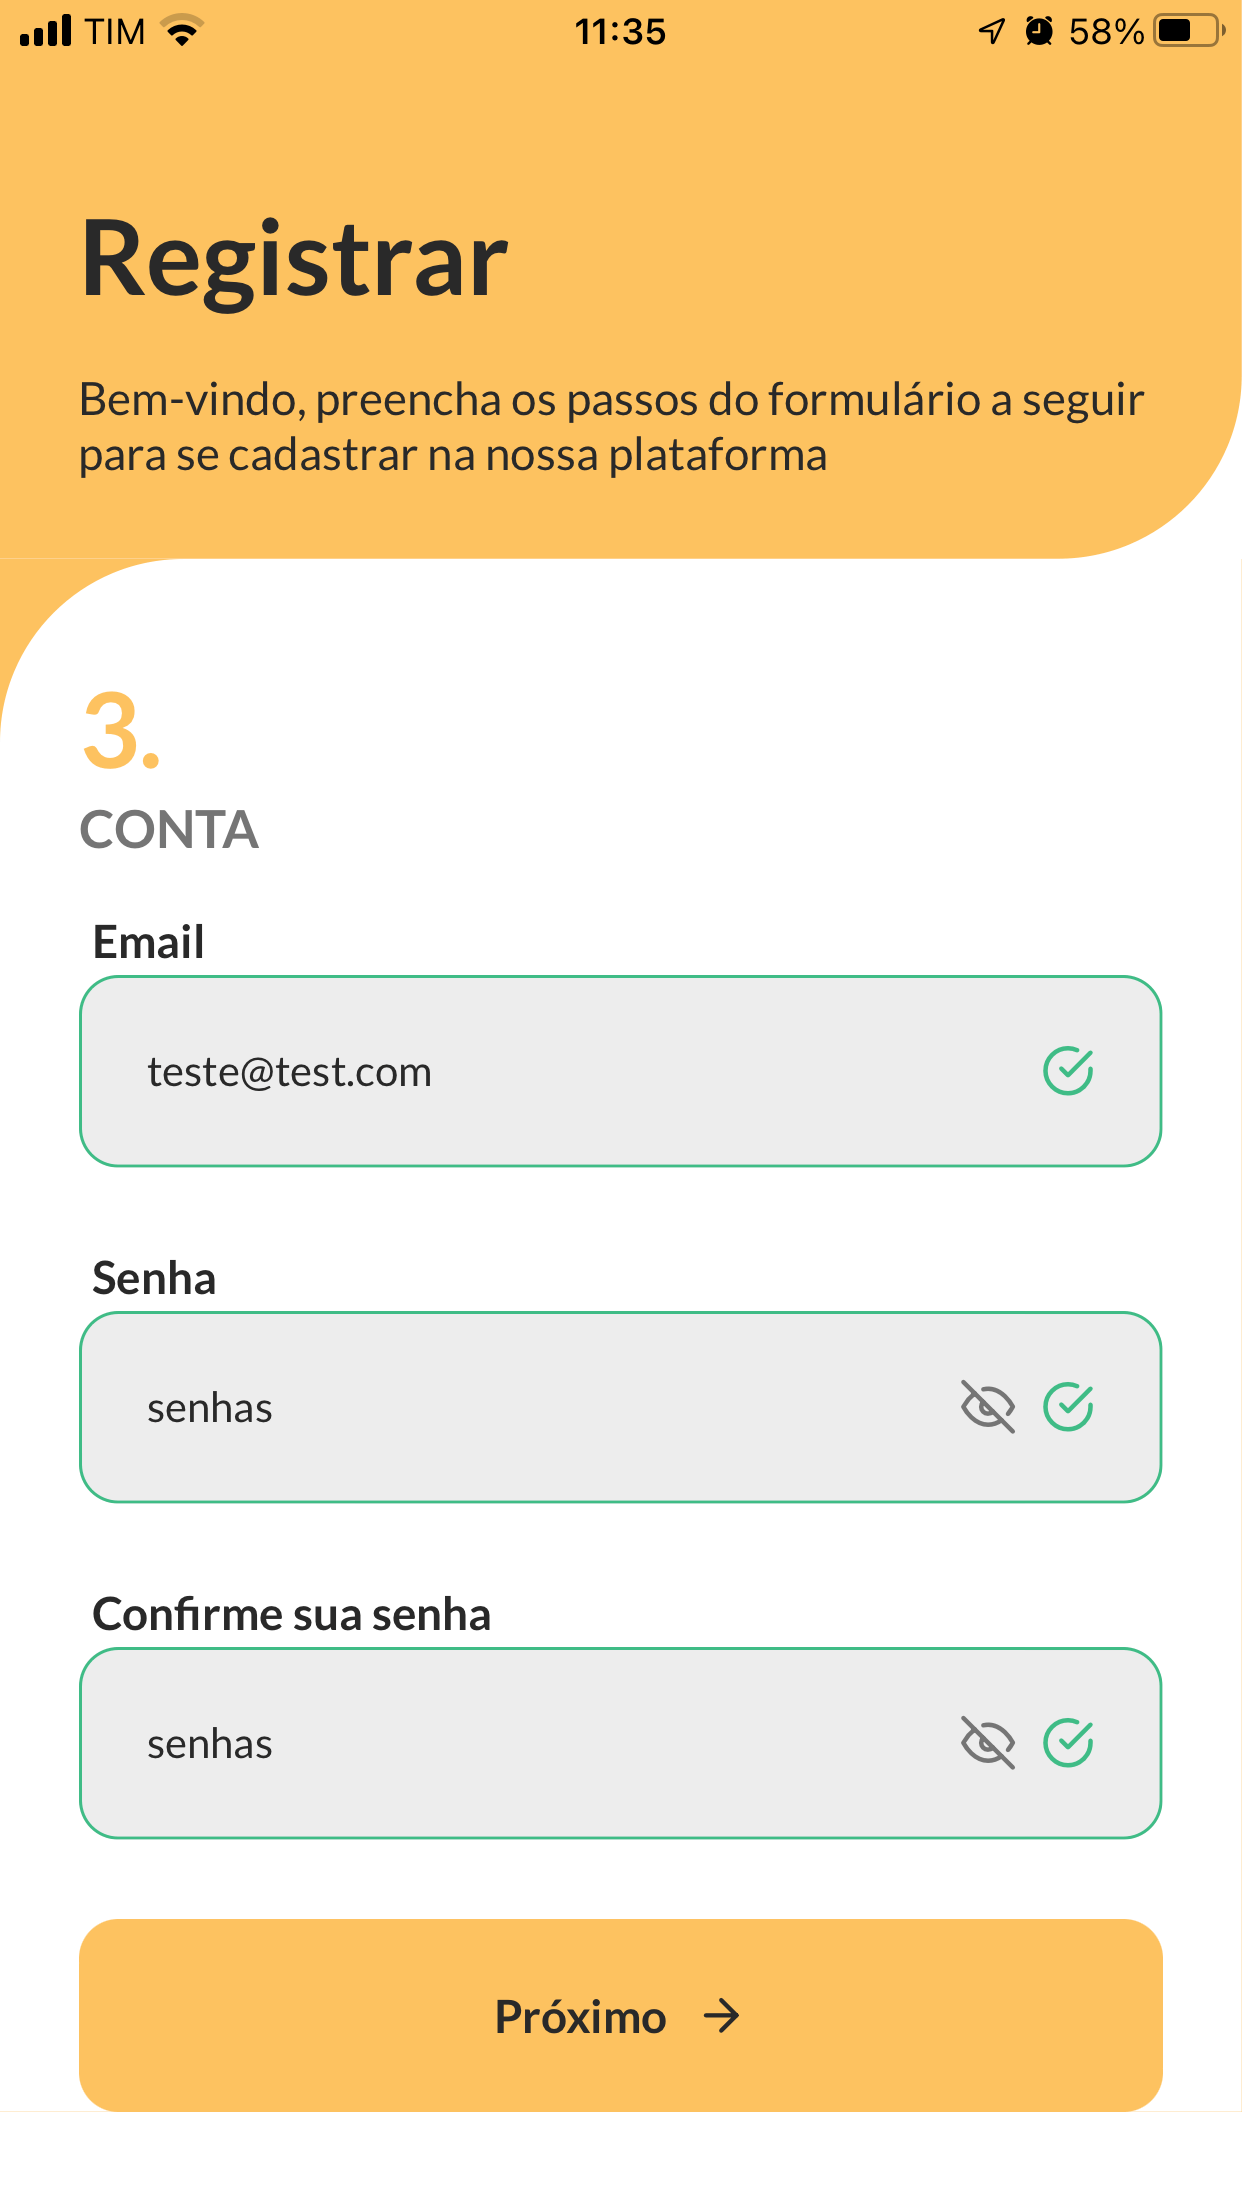 TIM 11:35 58%
Registrar
Bem-vindo, preencha os passos do formulário a seguir
para se cadastrar na nossa plataforma
3.
CONTA
Email
teste@test.com
Senha
senhas
Confirme sua senha
senhas
Próximo